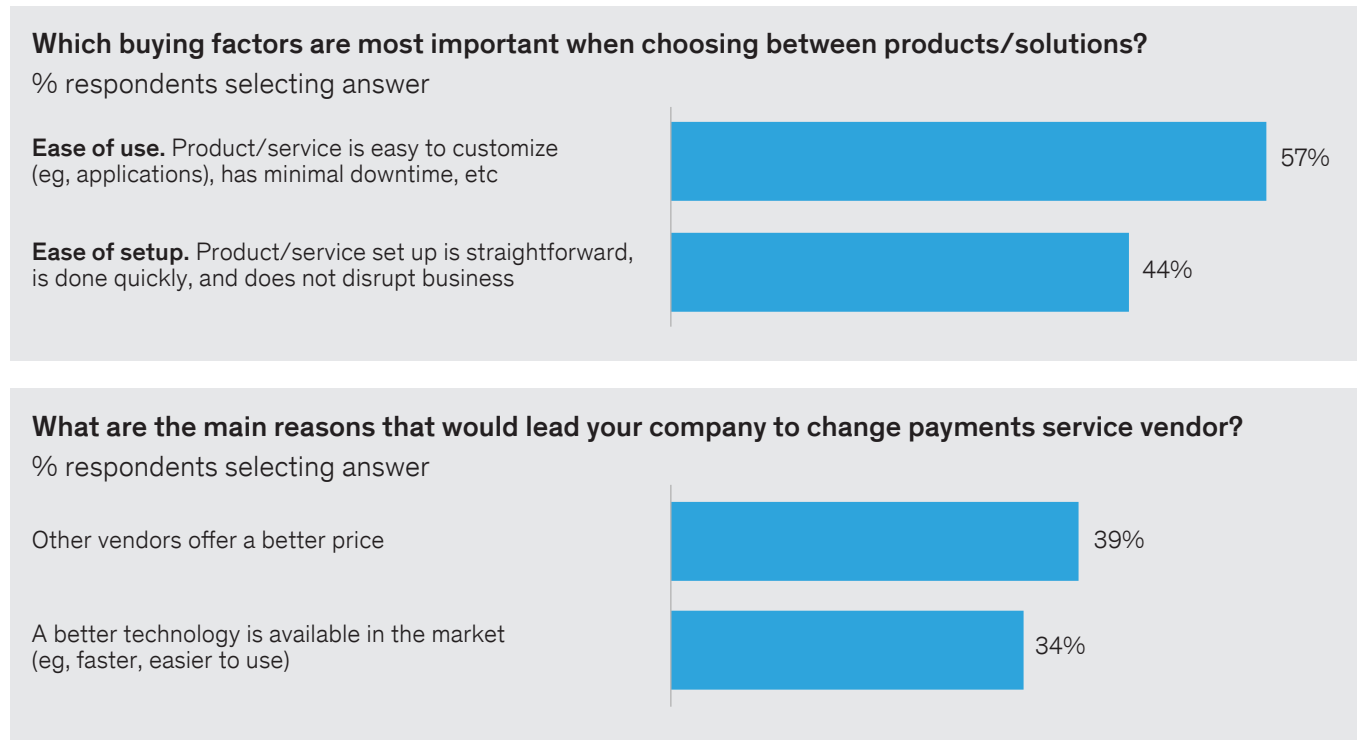 Which buying factors are most important when choosing between products/solutions?
% respondents selecting answer
Ease of use. Product/service is easy to customize
(eg, applications), has minimal downtime, etc
57%
Ease of setup. Product/service set up is straightforward,
is done quickly, and does not disrupt business
44%
What are the main reasons that would lead your company to change payments service vendor?
% respondents selecting answer
Other vendors offer a better price
39%
A better technology is available in the market
(eg, faster, easier to use)
34%